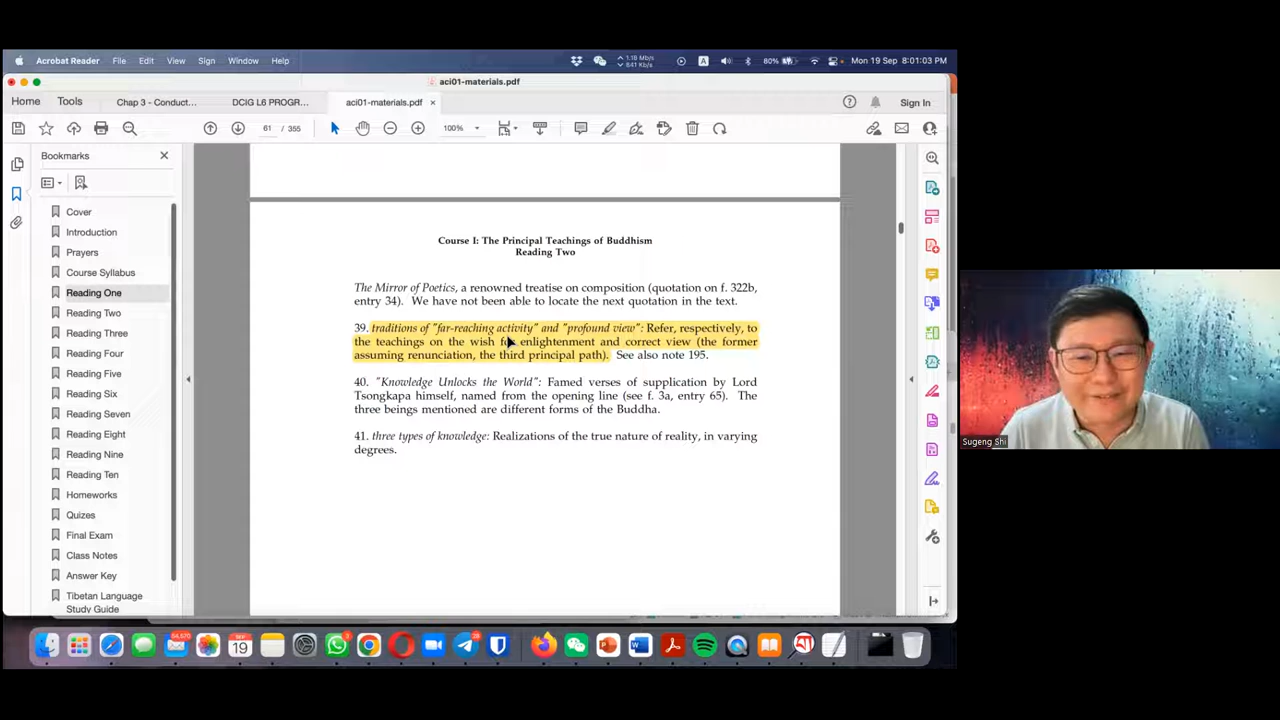 Acrobat Reader File Edit View Sign Window Help
80% Mon 19 Sep 8:01:03 PM
aci01-materials.pdf
Home Tools Chap 3 - Conduct... DCIG L6 PROGR... aci01-materials.pdf Sign In
61 / 355 100%
Bookmarks
Cover
Introduction
Prayers
Course Syllabus
Reading One
Reading Two
Reading Three
Reading Four
Reading Five
Reading Six
Reading Seven
Reading Eight
Reading Nine
Reading Ten
Homeworks
Quizes
Final Exam
Class Notes
Answer Key
Tibetan Language
Study Guide
Course I: The Principal Teachings of Buddhism
Reading Two
The Mirror of Poetics, a renowned treatise on composition (quotation on f. 322b,
entry 34). We have not been able to locate the next quotation in the text.
39. traditions of "far-reaching activity" and "profound view": Refer, respectively, to
the teachings on the wish for enlightenment and correct view (the former
assuming renunciation, the third principal path). See also note 195.
40. "Knowledge Unlocks the World": Famed verses of supplication by Lord
Tsongkapa himself, named from the opening line (see f. 3a, entry 65). The
three beings mentioned are different forms of the Buddha.
41. three types of knowledge: Realizations of the true nature of reality, in varying
degrees.
Sugeng Shi